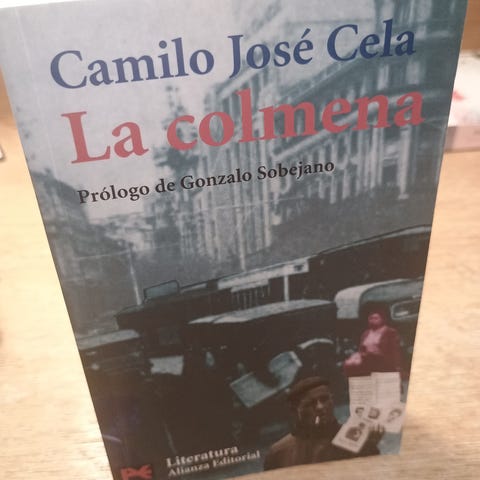 Camilo José Cela
La colmena
Prólogo de Gonzalo Sobejano
Literatura
Alianza Editorial